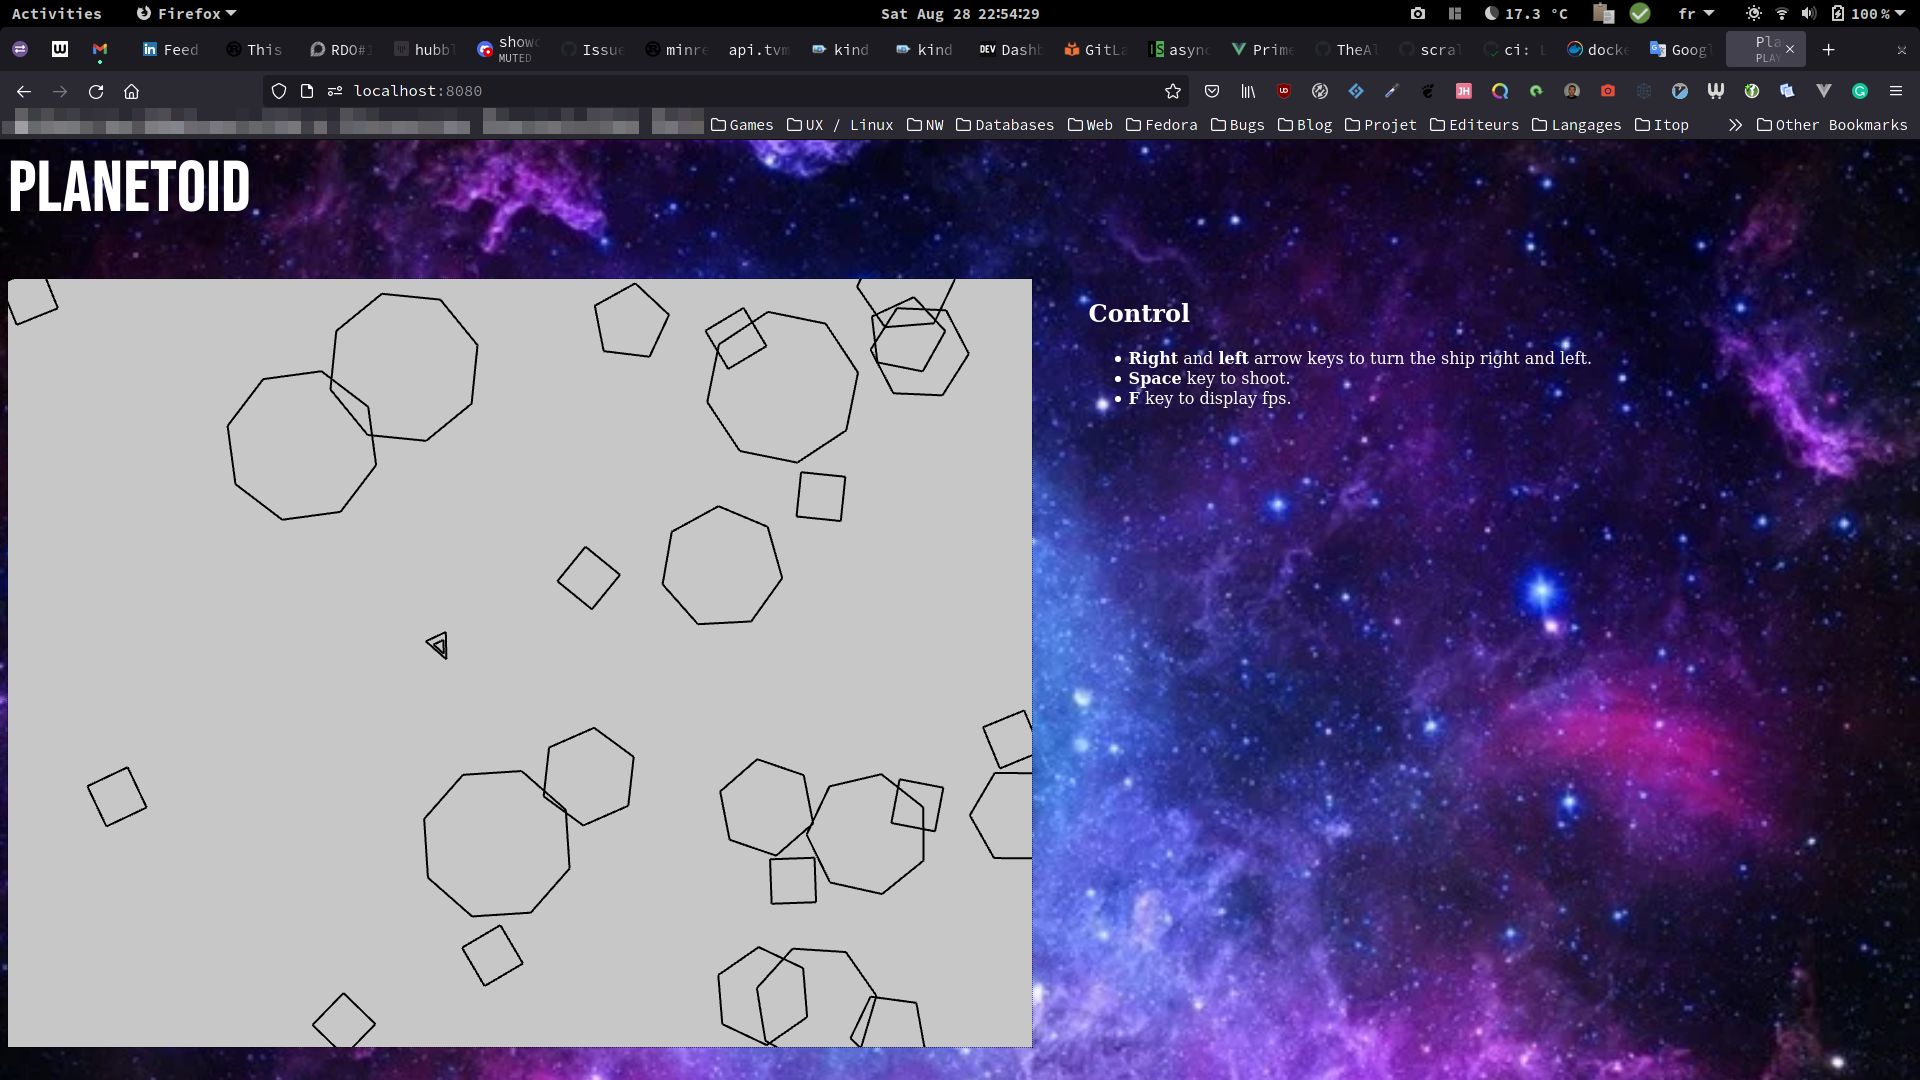 Activities Firefox Sat Aug 28 22:54:29 17.3 °C fr 100%
Feed This RDO#1 hubbl show MUTED Issue minre api.tvm kind kind DEV Dash GitLa async Prime TheAl scral ci: L docke Googl Pla PLAY
localhost:8080
Games UX / Linux NW Databases Web Fedora Bugs Blog Projet Editeurs Langages Itop Other Bookmarks
PLANETOID
Control
Right and left arrow keys to turn the ship right and left.
Space key to shoot.
F key to display fps.